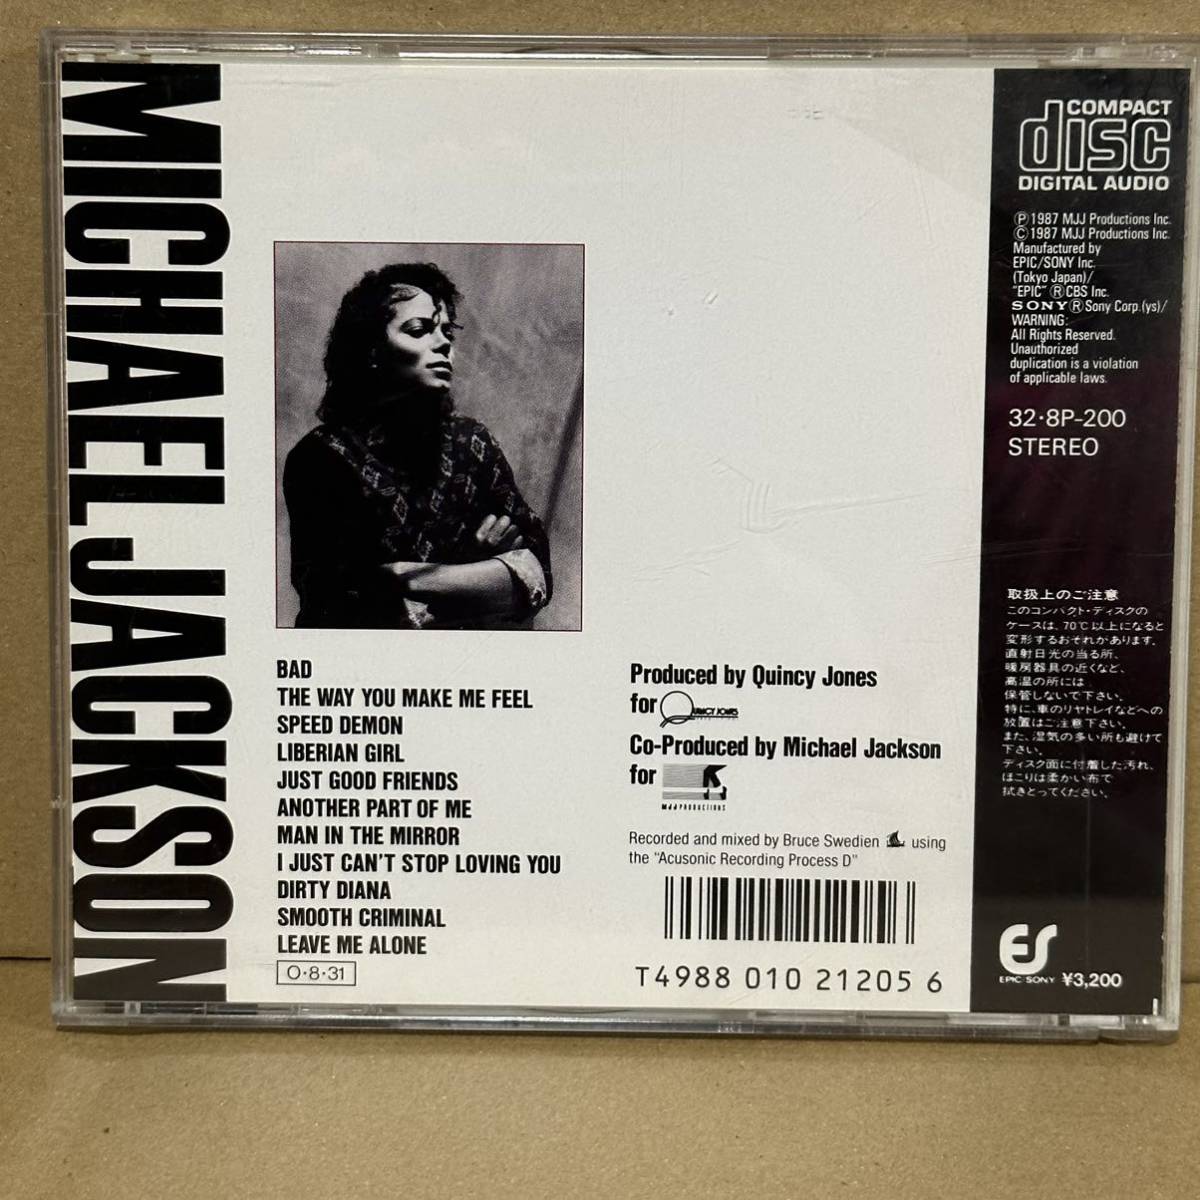 MICHAEL JACKSON
BAD
THE WAY YOU MAKE ME FEEL
SPEED DEMON
LIBERIAN GIRL
JUST GOOD FRIENDS
ANOTHER PART OF ME
MAN IN THE MIRROR
I JUST CAN'T STOP LOVING YOU
DIRTY DIANA
SMOOTH CRIMINAL
LEAVE ME ALONE
O·8·31
Produced by Quincy Jones
for QUINCY JONES
Co-Produced by Michael Jackson
for
MJJ PRODUCTIONS
Recorded and mixed by Bruce Swedien using
the "Acusonic Recording Process D"
T4988 010 21205 6
COMPACT
disc
DIGITAL AUDIO
Ⓟ 1987 MJJ Productions Inc.
© 1987 MJJ Productions Inc.
Manufactured by
EPIC/SONY Inc.
(Tokyo Japan)/
"EPIC" Ⓡ CBS Inc.
SONY Ⓡ Sony Corp.(ys)/
WARNING:
All Rights Reserved.
Unauthorized
duplication is a violation
of applicable laws.
32·8P-200
STEREO
取扱上のご注意
このコンパクト・ディスクの
ケースは、70℃以上になると
変形するおそれがあります。
直射日光の当る所、
暖房器具の近くなど、
高温の所には
保管しないで下さい。
特に、車のリヤトレイなどへの
放置はご注意下さい。
また、湿気の多い所も避けて
下さい。
ディスク面に付着した汚れ、
ほこりは柔かい布で
拭きとってください。
ES
EPIC/SONY ¥3,200